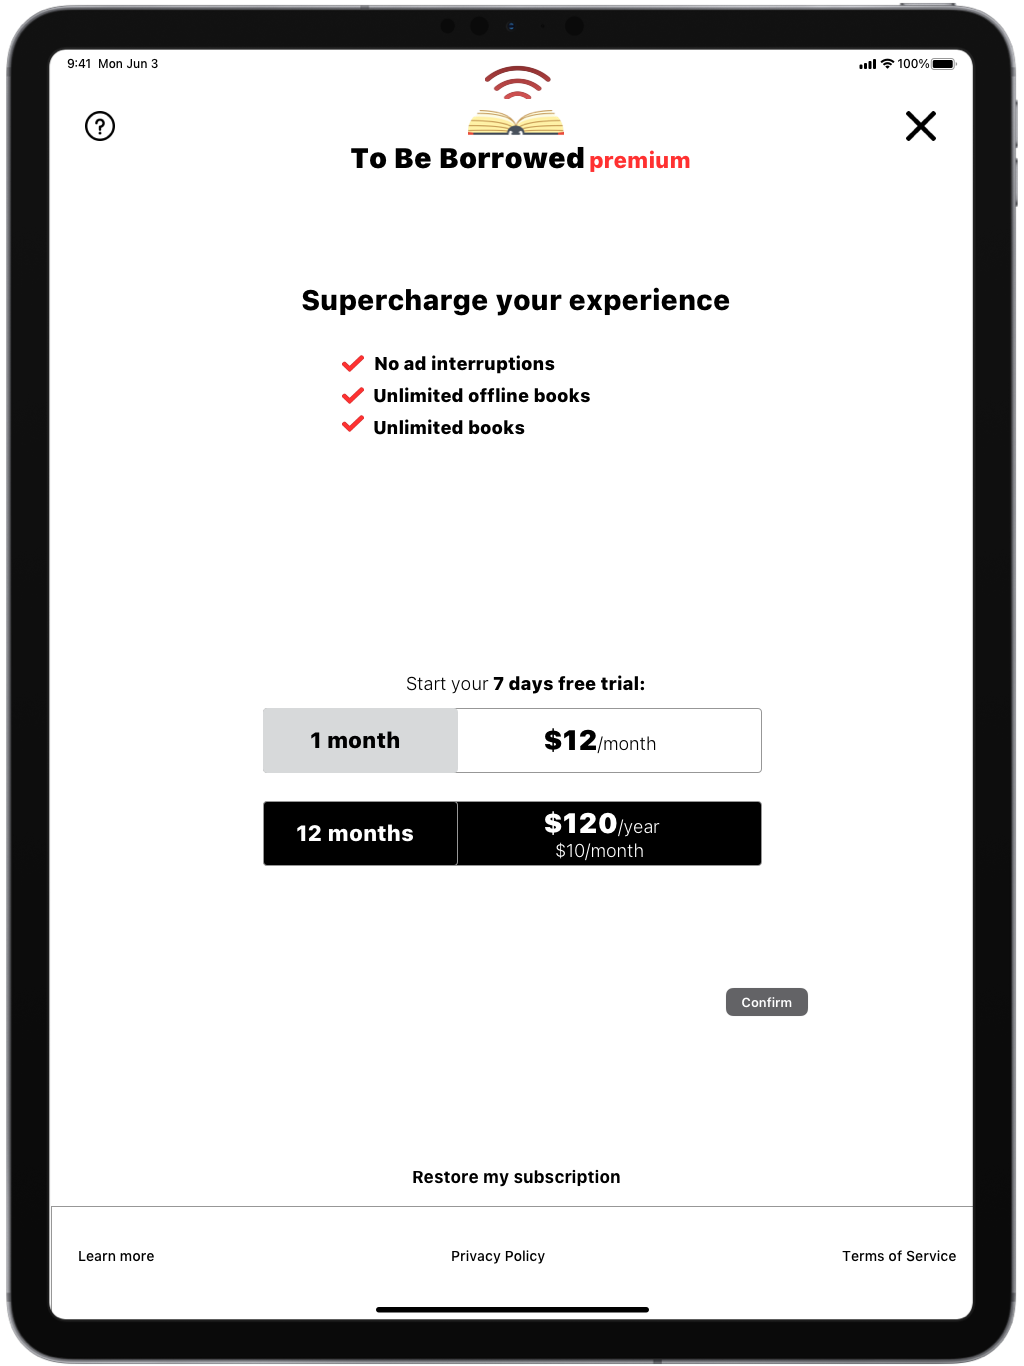 9:41 Mon Jun 3
100%
?
To Be Borrowed premium
Supercharge your experience
No ad interruptions
Unlimited offline books
Unlimited books
Start your 7 days free trial:
1 month
$12/month
12 months
$120/year
$10/month
Confirm
Restore my subscription
Learn more
Privacy Policy
Terms of Service